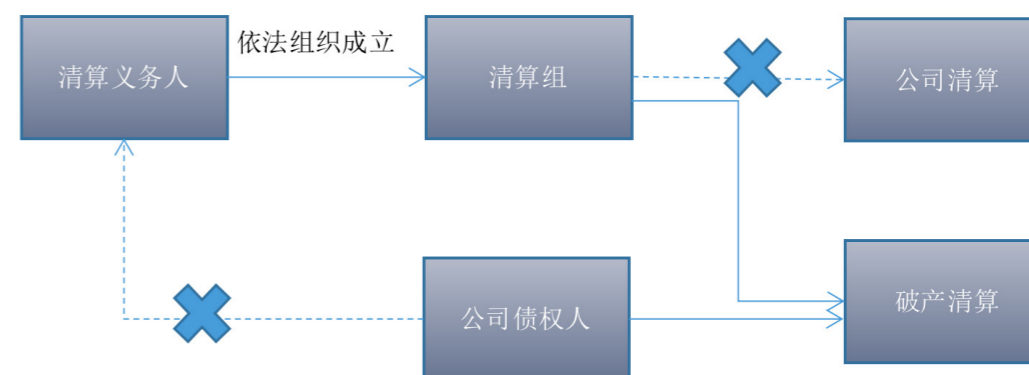 依法组织成立
清算义务人
清算组
公司清算
公司债权人
破产清算